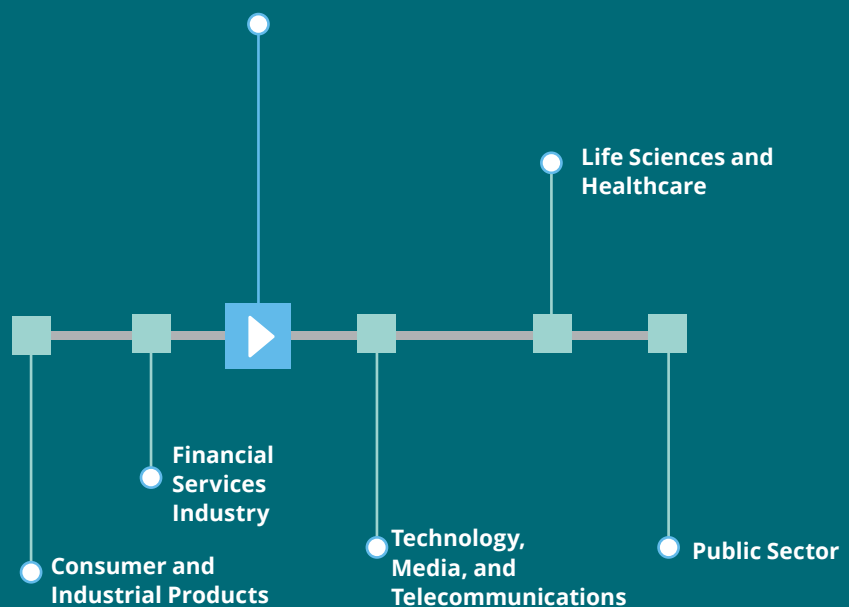 Life Sciences and
Healthcare
Financial
Services
Industry
Consumer and
Industrial Products
Technology,
Media, and
Telecommunications
Public Sector